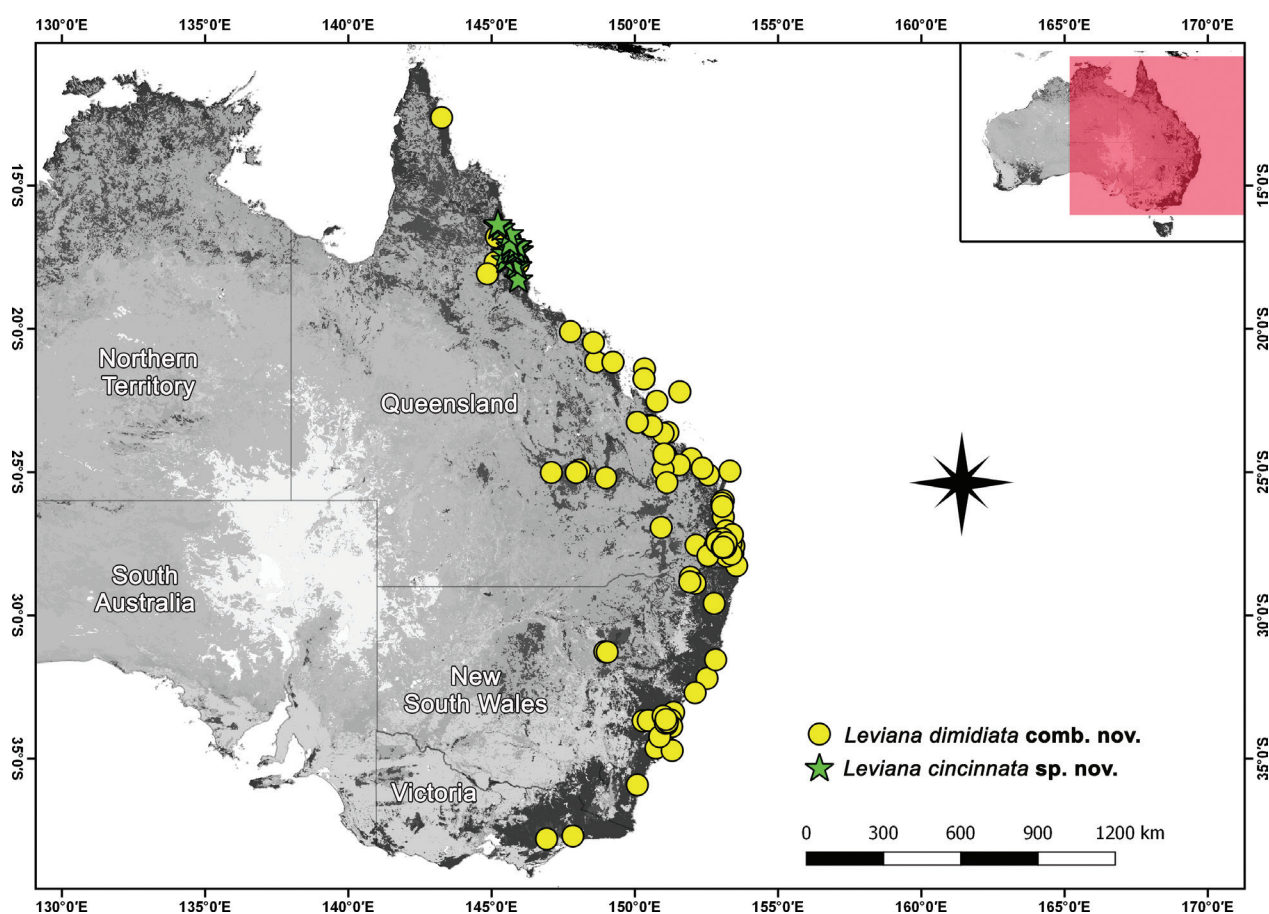 130°0'E 135°0'E 140°0'E 145°0'E 150°0'E 155°0'E 160°0'E 165°0'E 170°0'E
15°0'S
15°0'S
20°0'S
20°0'S
Northern
Territory
Queensland
25°0'S
25°0'S
South
Australia
30°0'S
30°0'S
New
South Wales
Leviana dimidiata comb. nov.
Leviana cincinnata sp. nov.
35°0'S
35°0'S
Victoria
0 300 600 900 1200 km
130°0'E 135°0'E 140°0'E 145°0'E 150°0'E 155°0'E 160°0'E 165°0'E 170°0'E